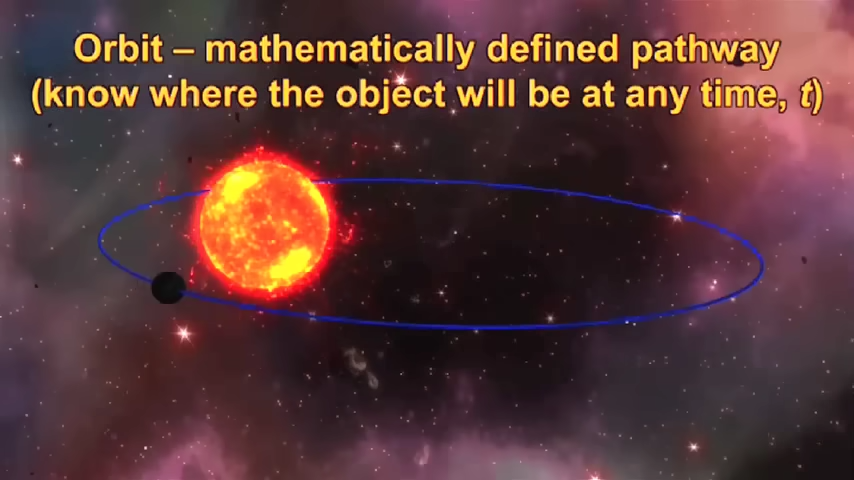 Orbit – mathematically defined pathway
(know where the object will be at any time, t)